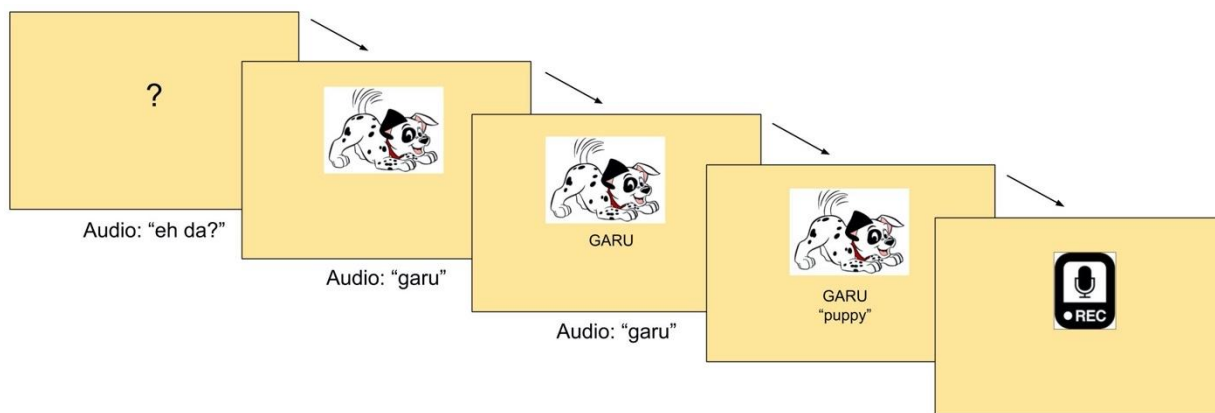 ?
Audio: “eh da?”
Audio: “garu”
GARU
Audio: “garu”
GARU
“puppy”
REC